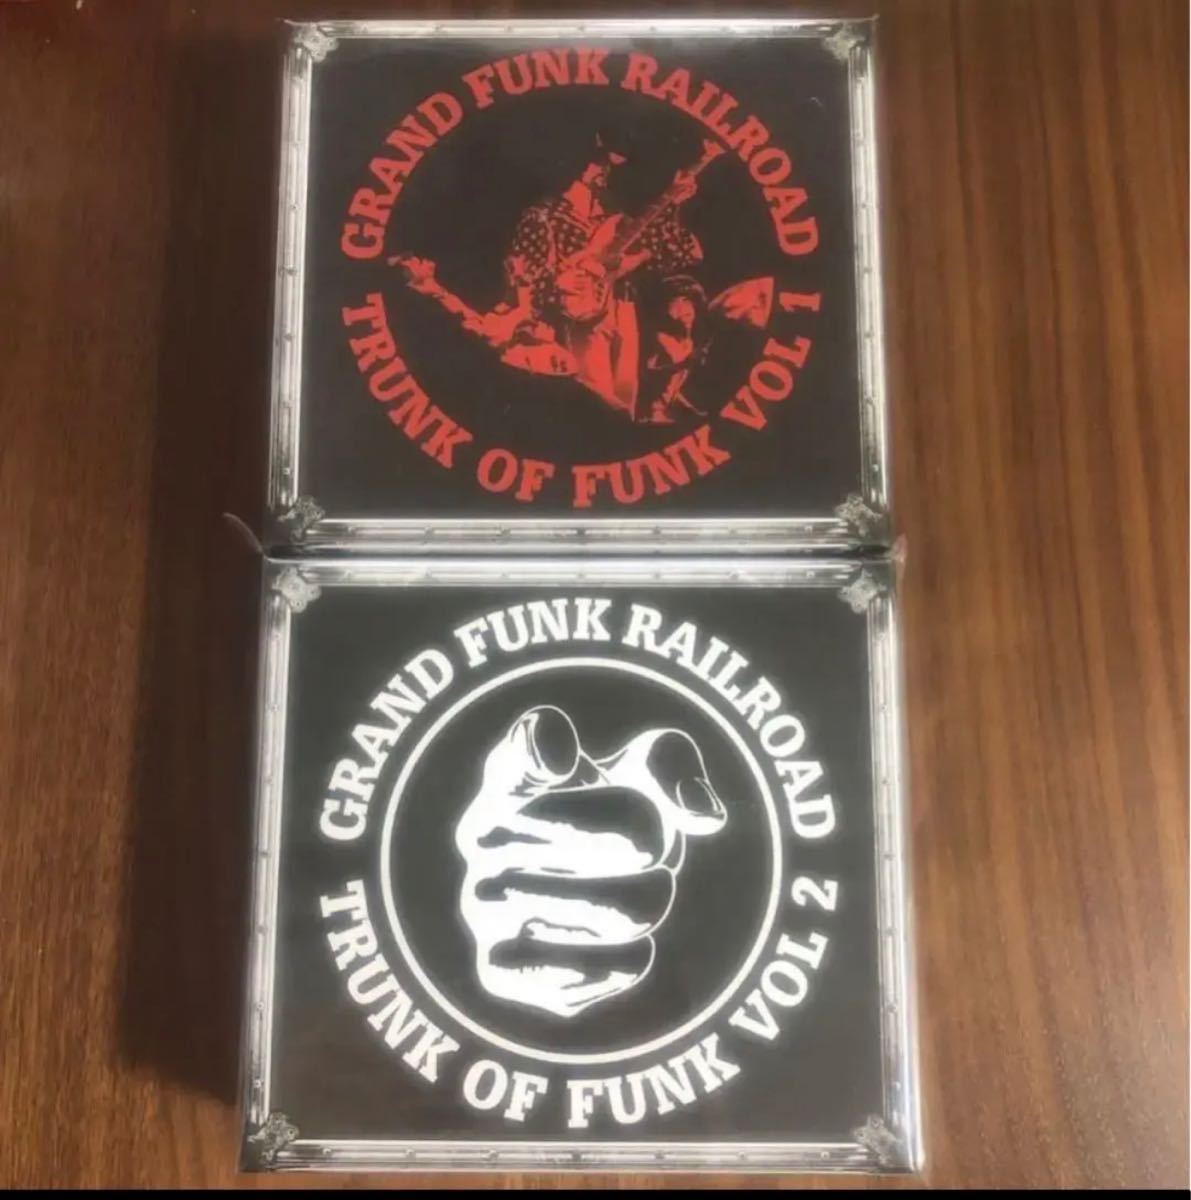 GRAND FUNK RAILROAD
TRUNK OF FUNK VOL 1
GRAND FUNK RAILROAD
TRUNK OF FUNK VOL 2